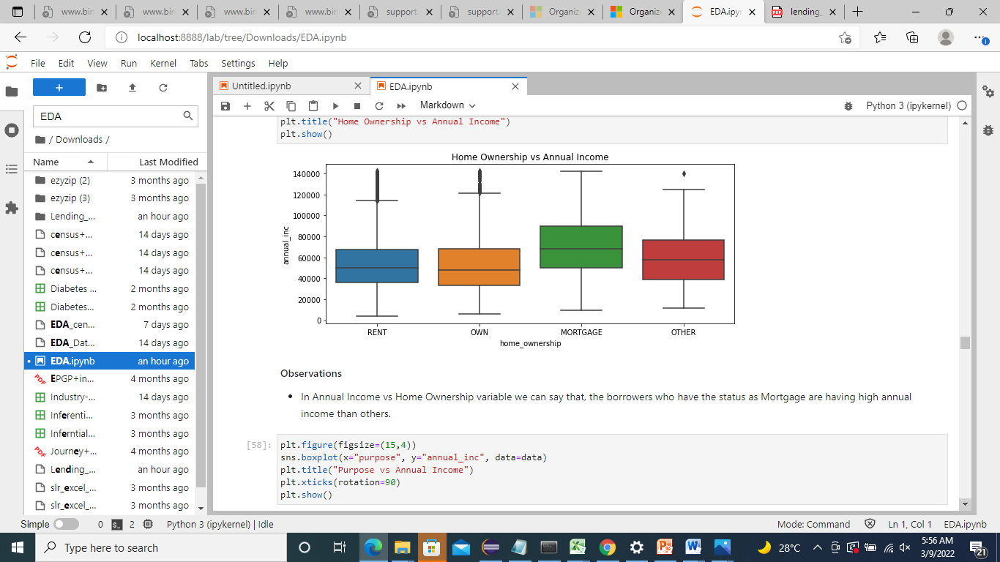 www.bin
www.bin
www.bin
www.bin
support.
support.
Organize
Organize
EDA.ipyn
lending_
localhost:8888/lab/tree/Downloads/EDA.ipynb
File Edit View Run Kernel Tabs Settings Help
Untitled.ipynb
EDA.ipynb
EDA
Markdown
Python 3 (ipykernel)
/ Downloads /
Name Last Modified
ezyzip (2) 3 months ago
ezyzip (3) 3 months ago
Lending_... an hour ago
census+... 14 days ago
census+... 14 days ago
census+... 14 days ago
Diabetes ... 2 months ago
Diabetes... 2 months ago
EDA_cen... 7 days ago
EDA_Dat... 14 days ago
EDA.ipynb an hour ago
EPGP+in... 4 months ago
Industry-... 14 days ago
Inferenti... 3 months ago
Inferntial... 3 months ago
Journey+... 4 months ago
Lending_... an hour ago
slr_excel_... 3 months ago
slr_excel_... 3 months ago
plt.title("Home Ownership vs Annual Income")
plt.show()
Home Ownership vs Annual Income
140000
120000
100000
80000
60000
40000
20000
0
annual_inc
RENT OWN MORTGAGE OTHER
home_ownership
Observations
• In Annual Income vs Home Ownership variable we can say that, the borrowers who have the status as Mortgage are having high annual
income than others.
[58]:
plt.figure(figsize=(15,4))
sns.boxplot(x="purpose", y="annual_inc", data=data)
plt.title("Purpose vs Annual Income")
plt.xticks(rotation=90)
plt.show()
Simple 0 2 Python 3 (ipykernel) | Idle Mode: Command Ln 1, Col 1 EDA.ipynb
Type here to search
28°C
5:56 AM
3/9/2022
21